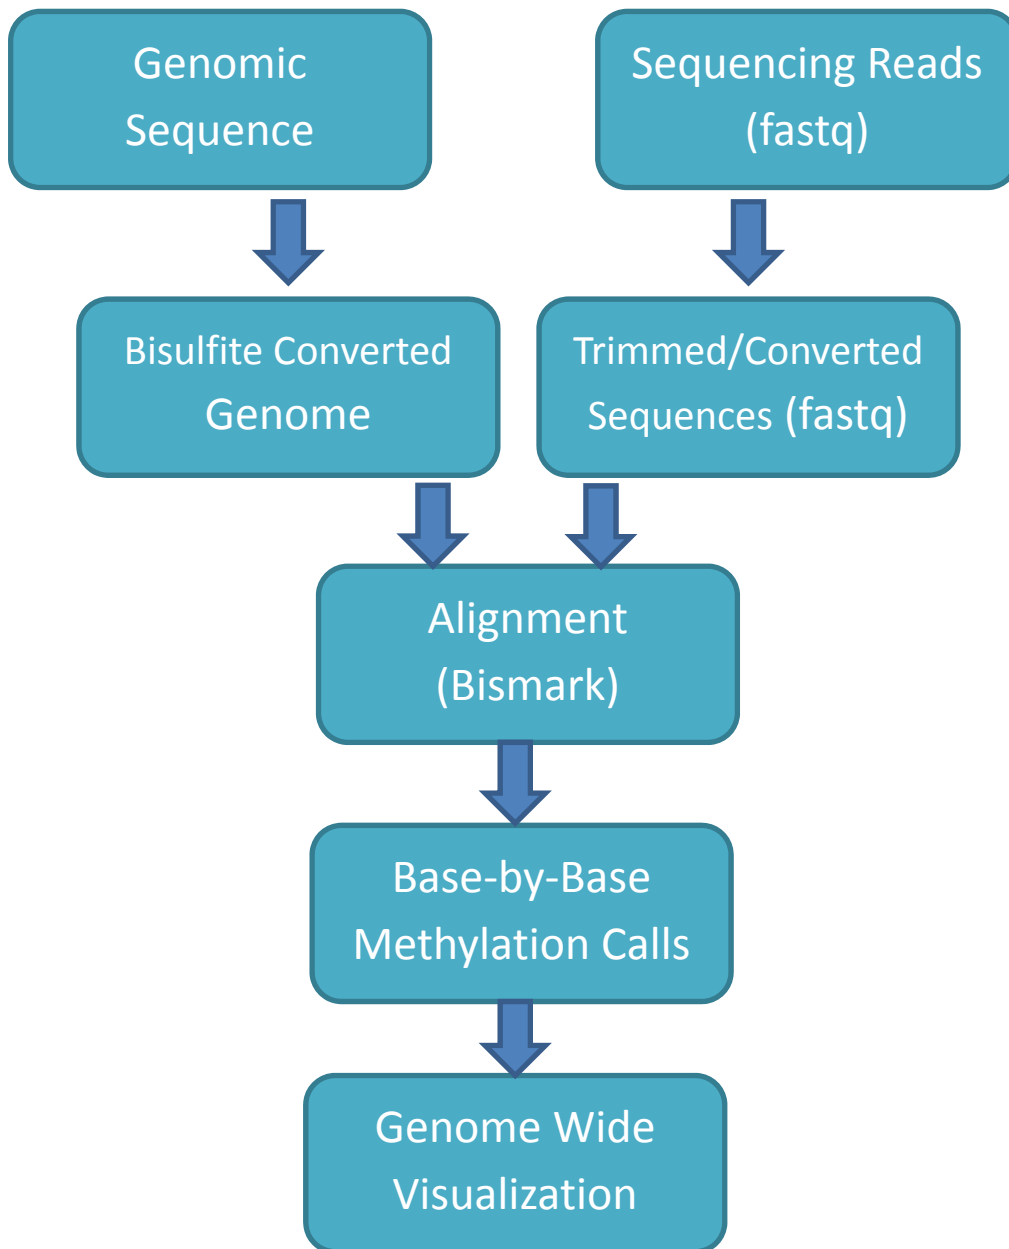 Genomic
Sequence
Sequencing Reads
(fastq)
Bisulfite Converted
Genome
Trimmed/Converted
Sequences (fastq)
Alignment
(Bismark)
Base-by-Base
Methylation Calls
Genome Wide
Visualization